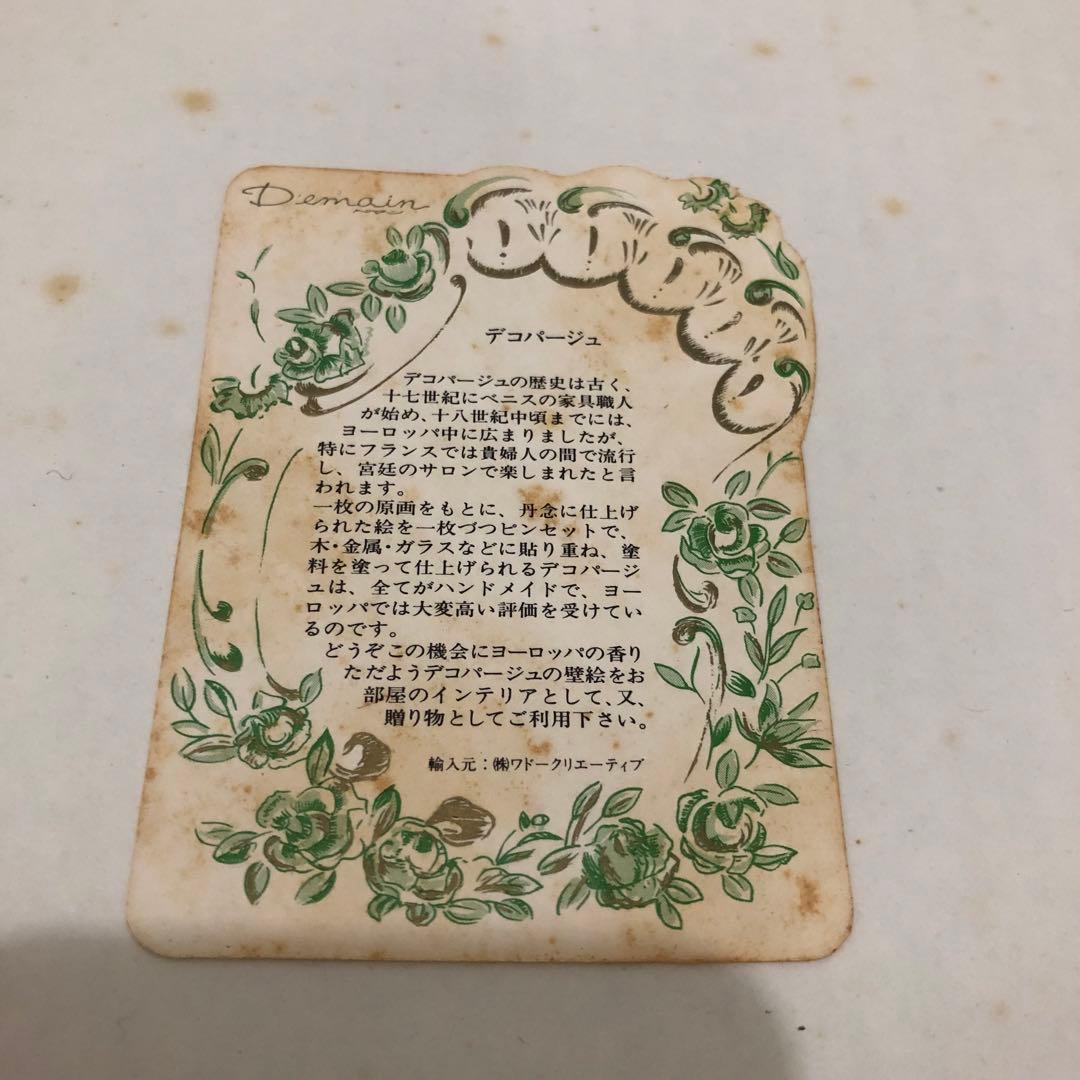 Demain
デコパージュ
デコパージュの歴史は古く、
十七世紀にベニスの家具職人
が始め、十八世紀中頃までには、
ヨーロッパ中に広まりましたが、
特にフランスでは貴婦人の間で流行
し、宮廷のサロンで楽しまれたと言
われます。
一枚の原画をもとに、丹念に仕上げ
られた絵を一枚づつピンセットで、
木・金属・ガラスなどに貼り重ね、塗
料を塗って仕上げられるデコパージ
ュは、全てがハンドメイドで、ヨー
ロッパでは大変高い評価を受けてい
るのです。
どうぞこの機会にヨーロッパの香り
ただようデコパージュの壁絵をお
部屋のインテリアとして、又、
贈り物としてご利用下さい。
輸入元：㈱ワドークリエーティブ